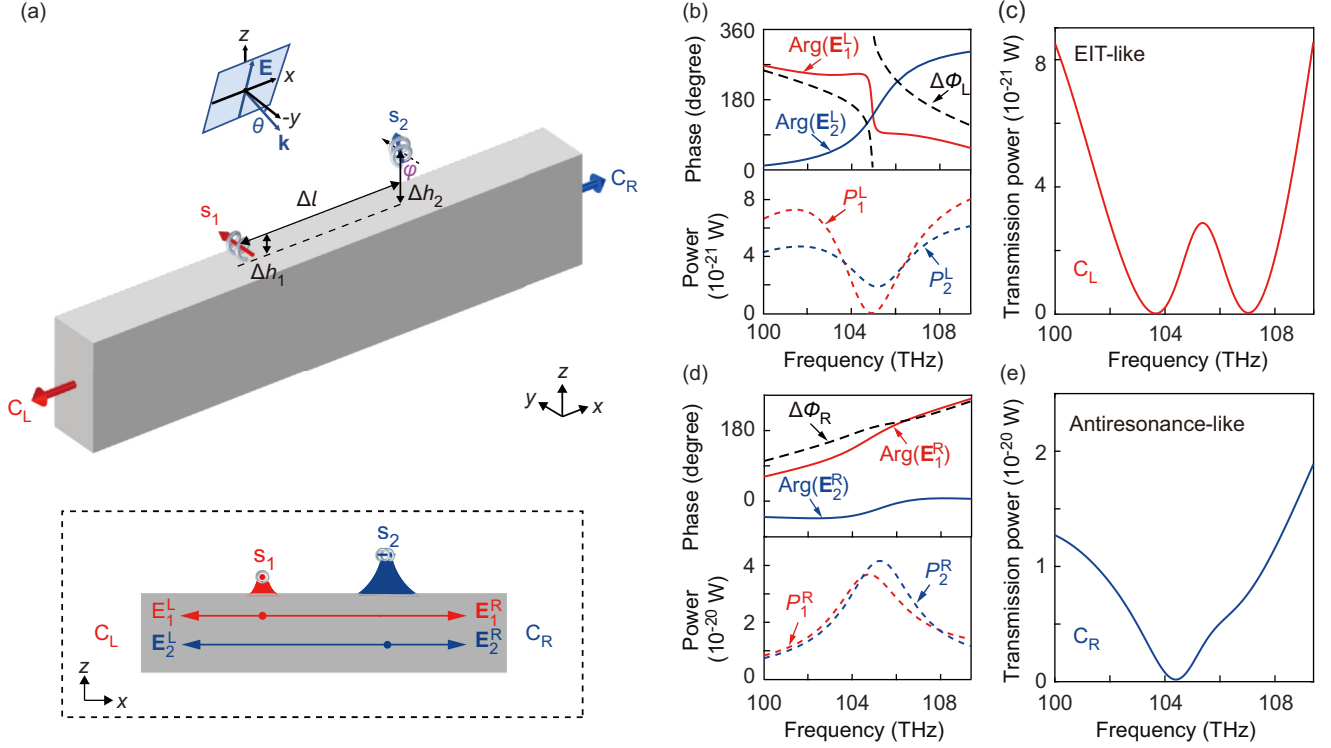 (a)
z
E
x
-y
θ
k
s2
φ
CR
Δl
Δh2
s1
Δh1
CL
z
y
x
s1
s2
E1L
E1R
CL
CR
E2L
E2R
z
x
(b)
360
180
0
Phase (degree)
Arg(E1L)
ΔΦL
Arg(E2L)
8
4
0
Power
(10-21 W)
P1L
P2L
100
104
108
Frequency (THz)
(c)
EIT-like
8
4
0
Transmission power (10-21 W)
CL
100
104
108
Frequency (THz)
(d)
180
0
Phase (degree)
ΔΦR
Arg(E1R)
Arg(E2R)
4
2
0
Power
(10-20 W)
P1R
P2R
100
104
108
Frequency (THz)
(e)
Antiresonance-like
2
1
0
Transmission power (10-20 W)
CR
100
104
108
Frequency (THz)